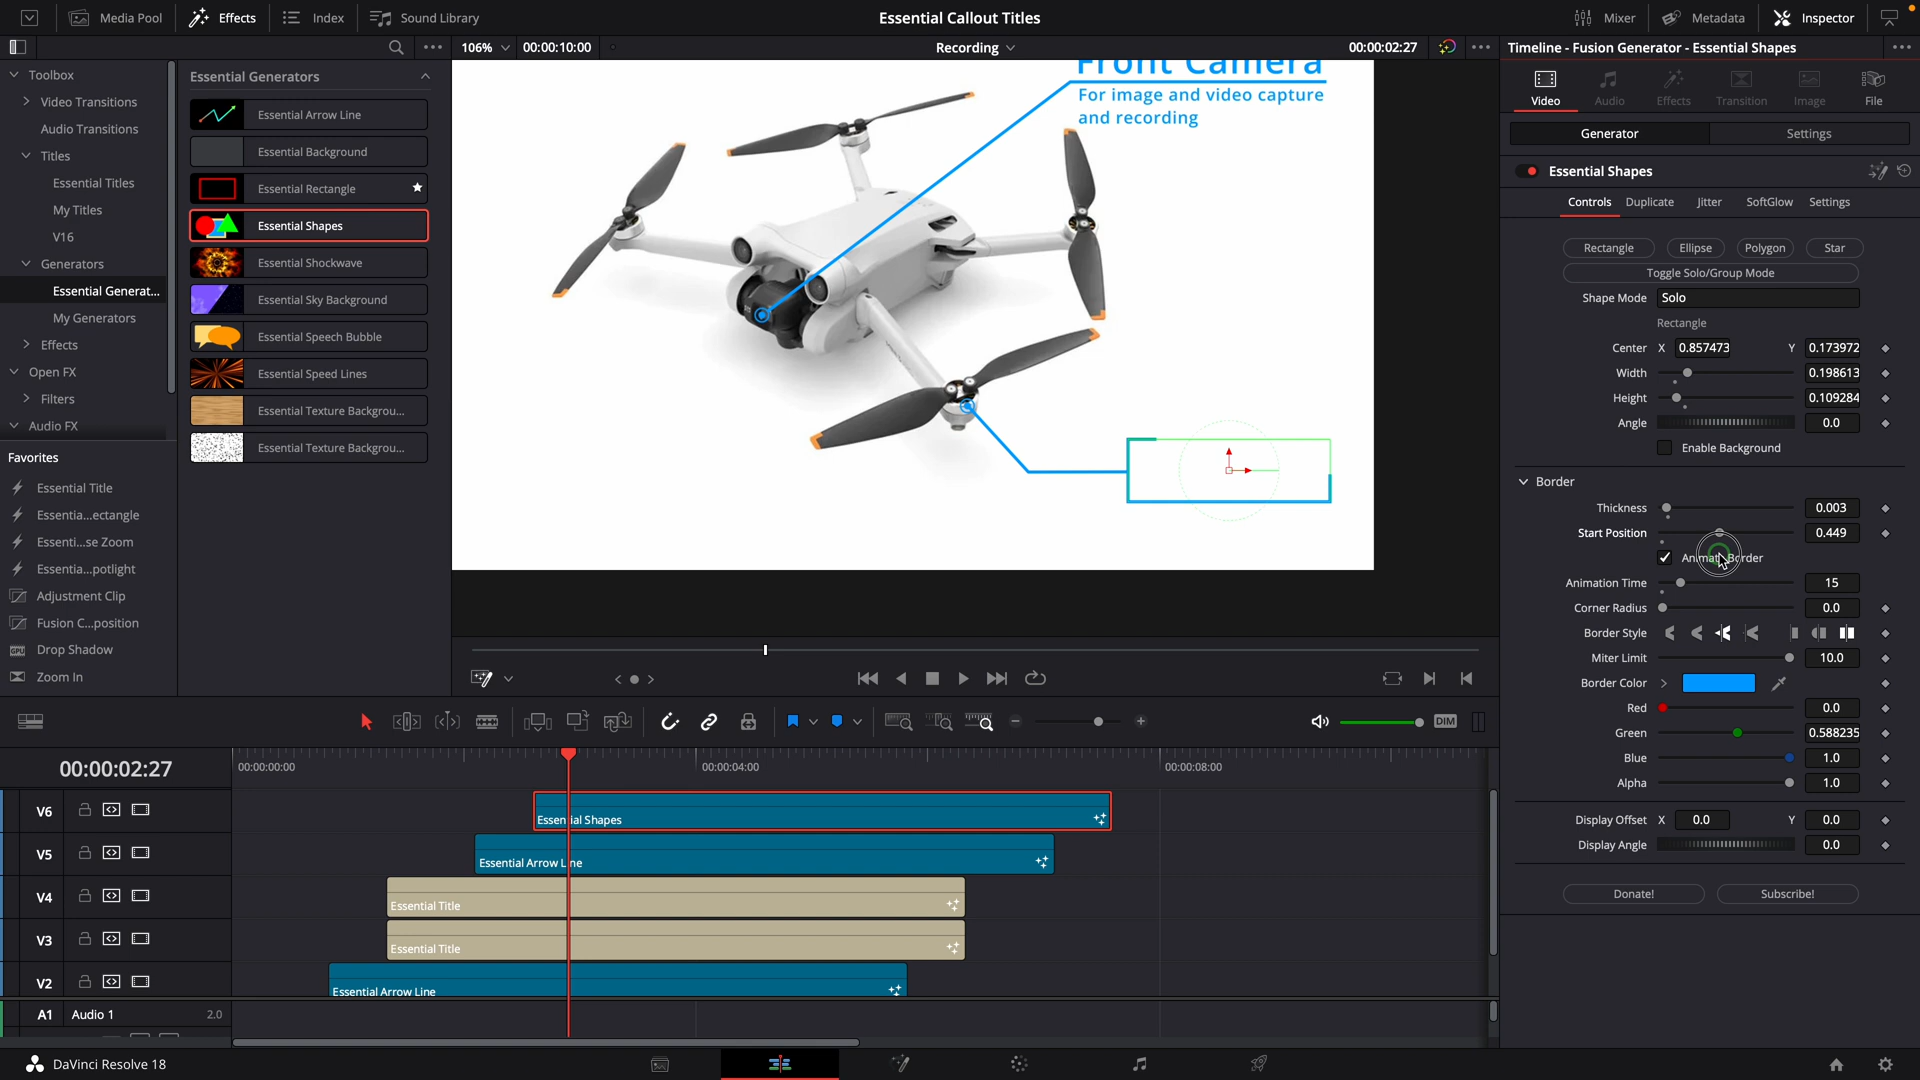 Media Pool
Effects
Index
Sound Library
Essential Callout Titles
Mixer
Metadata
Inspector
106%
00:00:10:00
Recording
00:00:02:27
Timeline - Fusion Generator - Essential Shapes
Toolbox
Video Transitions
Audio Transitions
Titles
Essential Titles
My Titles
V16
Generators
Essential Generat...
My Generators
Effects
Open FX
Filters
Audio FX
Favorites
Essential Title
Essentia...ectangle
Essenti...se Zoom
Essentia...potlight
Adjustment Clip
Fusion C...position
Drop Shadow
Zoom In
Essential Generators
Essential Arrow Line
Essential Background
Essential Rectangle
Essential Shapes
Essential Shockwave
Essential Sky Background
Essential Speech Bubble
Essential Speed Lines
Essential Texture Backgrou...
Essential Texture Backgrou...
Front Camera
For image and video capture
and recording
Video
Audio
Effects
Transition
Image
File
Generator
Settings
Essential Shapes
Controls
Duplicate
Jitter
SoftGlow
Settings
Rectangle
Ellipse
Polygon
Star
Toggle Solo/Group Mode
Shape Mode Solo
Rectangle
Center X 0.857473 Y 0.173972
Width 0.198613
Height 0.109284
Angle 0.0
Enable Background
Border
Thickness 0.003
Start Position 0.449
Animation Time 15
Corner Radius 0.0
Border Style
Miter Limit 10.0
Border Color
Red 0.0
Green 0.588235
Blue 1.0
Alpha 1.0
Display Offset X 0.0 Y 0.0
Display Angle 0.0
Donate!
Subscribe!
DIM
00:00:02:27
00:00:00:00
00:00:04:00
00:00:08:00
V6
Essential Shapes
V5
Essential Arrow Line
V4
Essential Title
V3
Essential Title
V2
Essential Arrow Line
A1 Audio 1 2.0
DaVinci Resolve 18